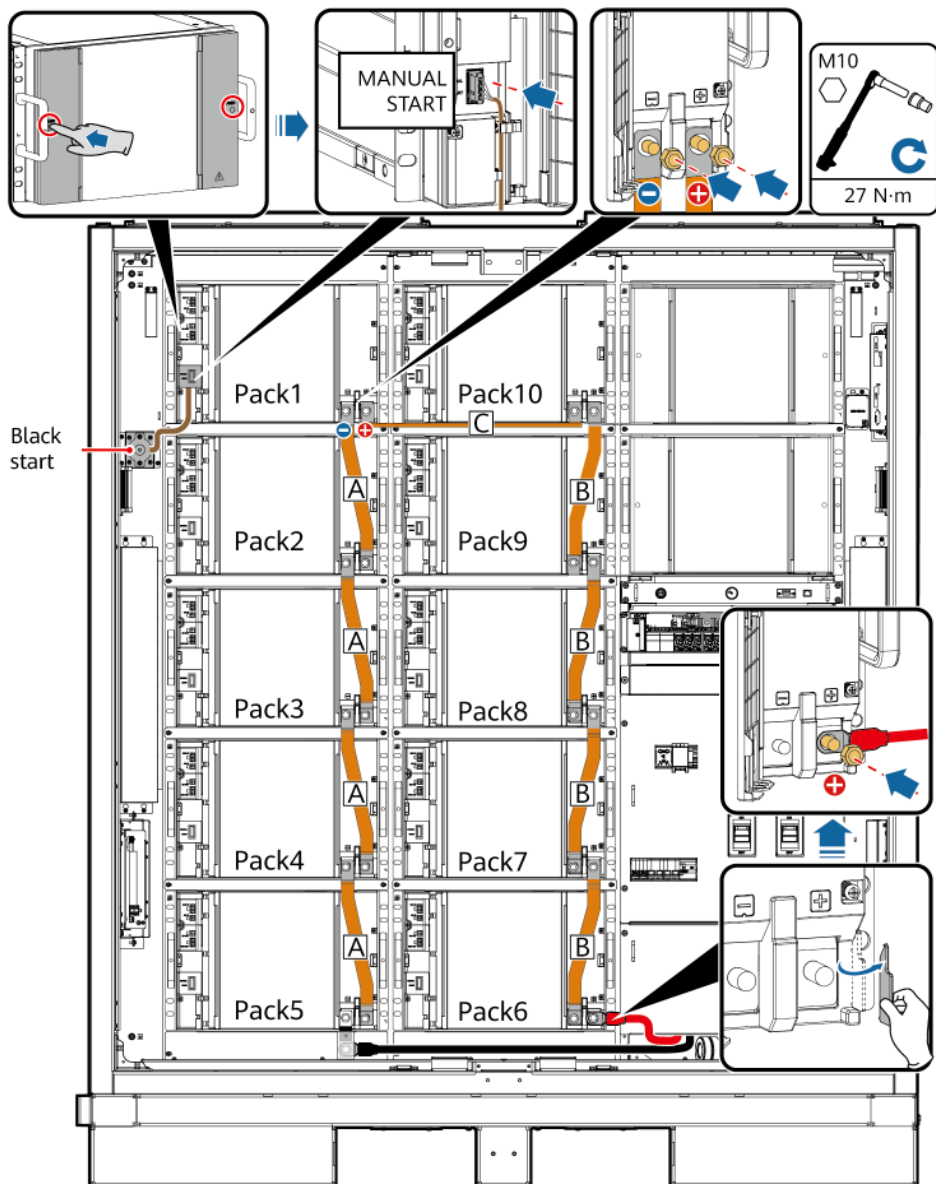 MANUAL
START
M10
27 N·m
Pack1
Pack10
C
Black
start
A
B
Pack2
Pack9
A
B
Pack3
Pack8
A
B
Pack4
Pack7
A
B
Pack5
Pack6